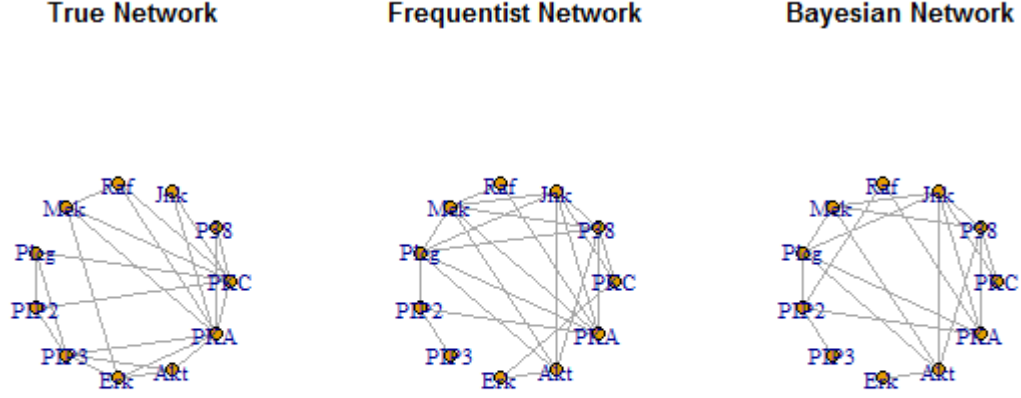 True Network
Frequentist Network
Bayesian Network
Raf
Jnk
Mek
P38
Plcg
PKC
PIP2
PKA
PIP3
Akt
Erk
Raf
Jnk
Mek
P38
Plcg
PKC
PIP2
PKA
PIP3
Akt
Erk
Raf
Jnk
Mek
P38
Plcg
PKC
PIP2
PKA
PIP3
Akt
Erk